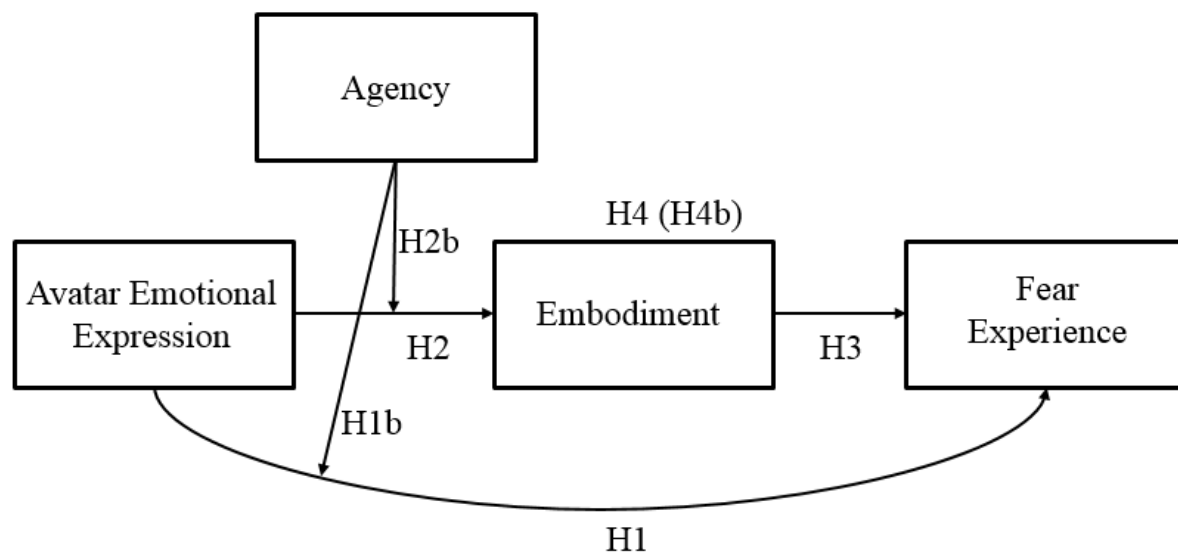 Agency
H4 (H4b)
H2b
Avatar Emotional
Expression
Embodiment
Fear
Experience
H2
H3
H1b
H1